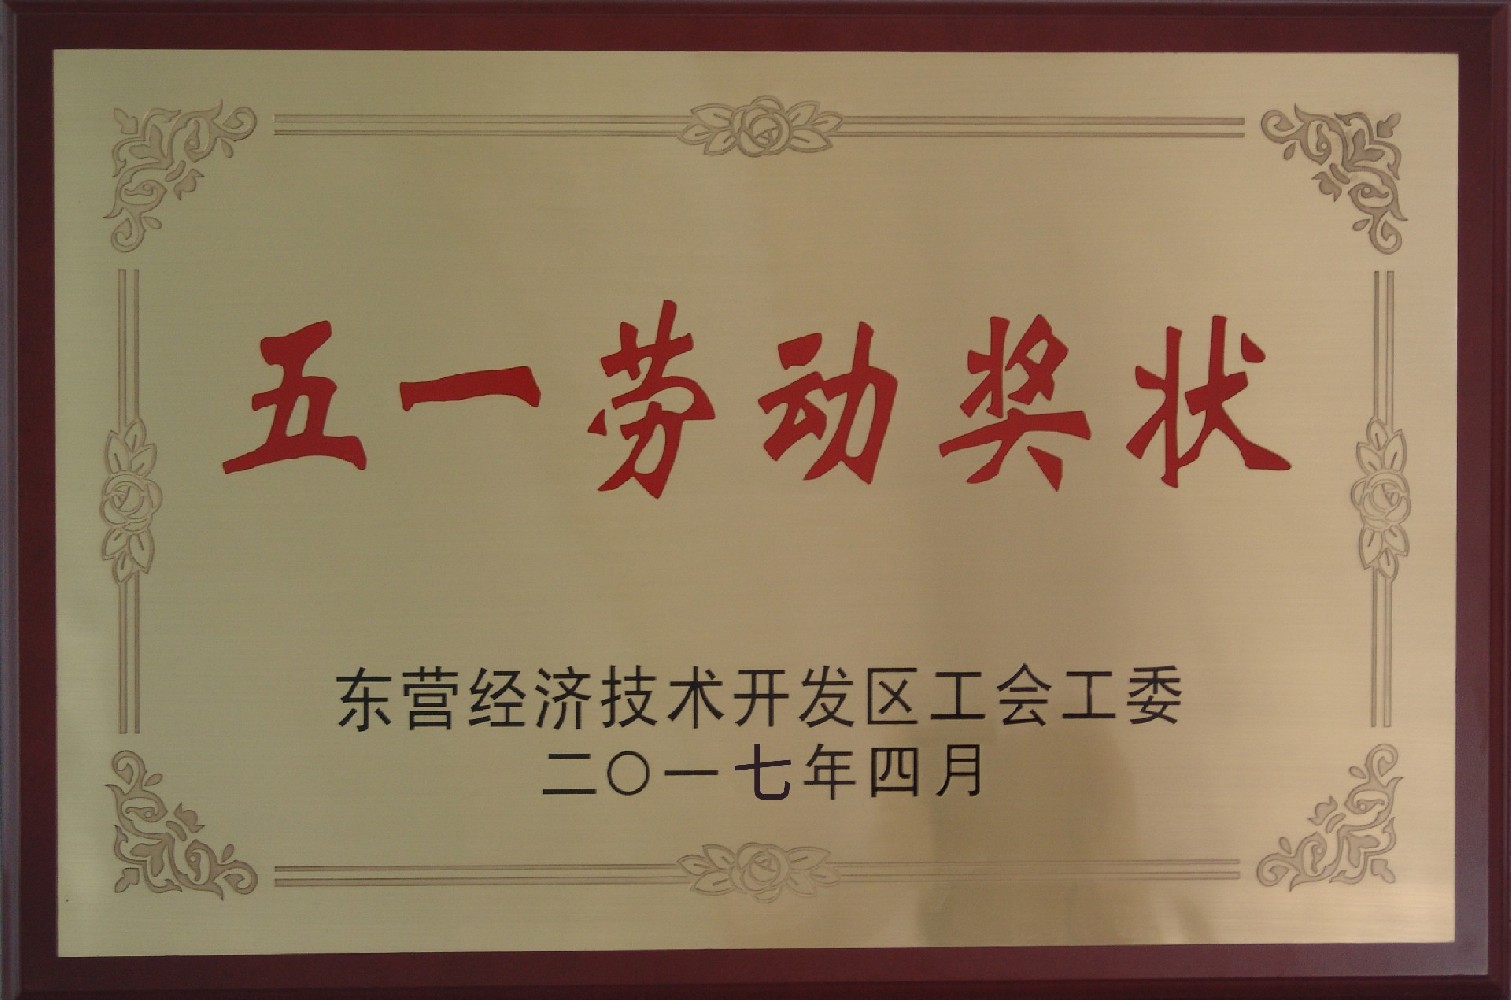 五一劳动奖状
东营经济技术开发区工会工委
二〇一七年四月